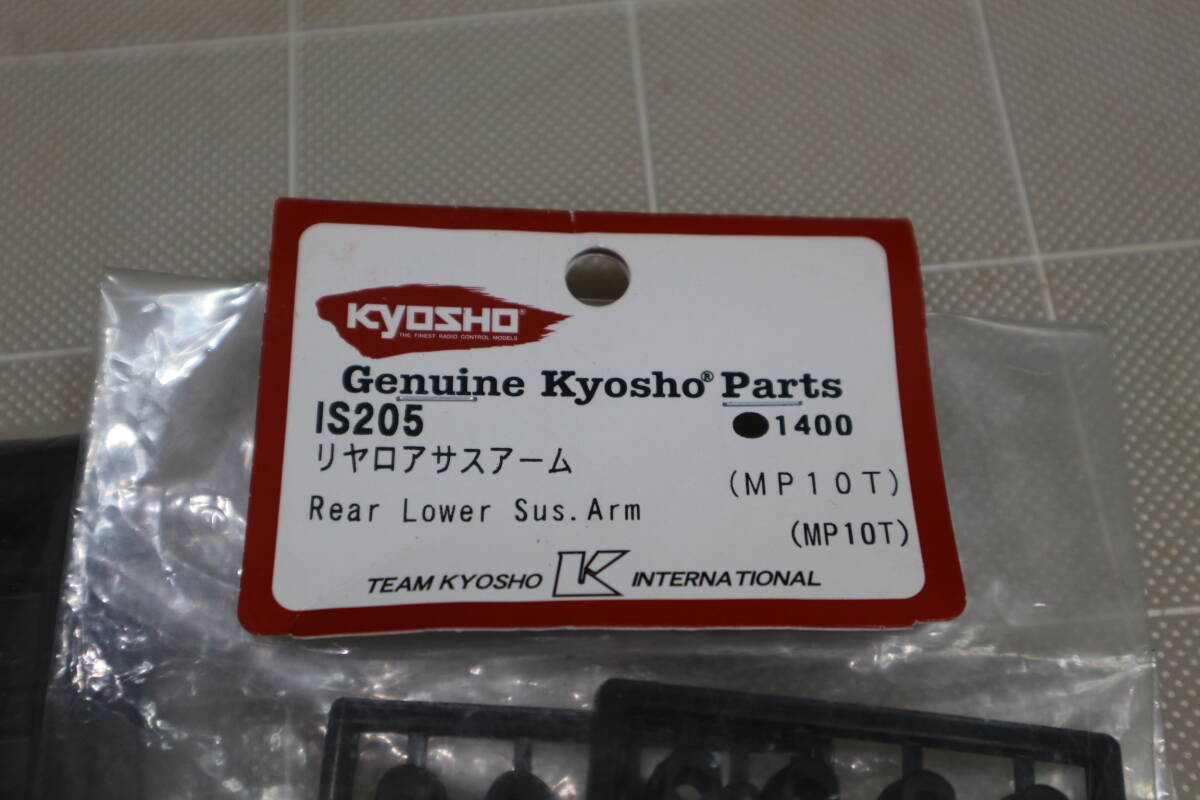 KYOSHO®
THE FINEST RADIO CONTROL MODELS
Genuine Kyosho® Parts
IS205 ●1400
リヤロアサスアーム (MP10T)
Rear Lower Sus.Arm (MP10T)
TEAM KYOSHO K INTERNATIONAL